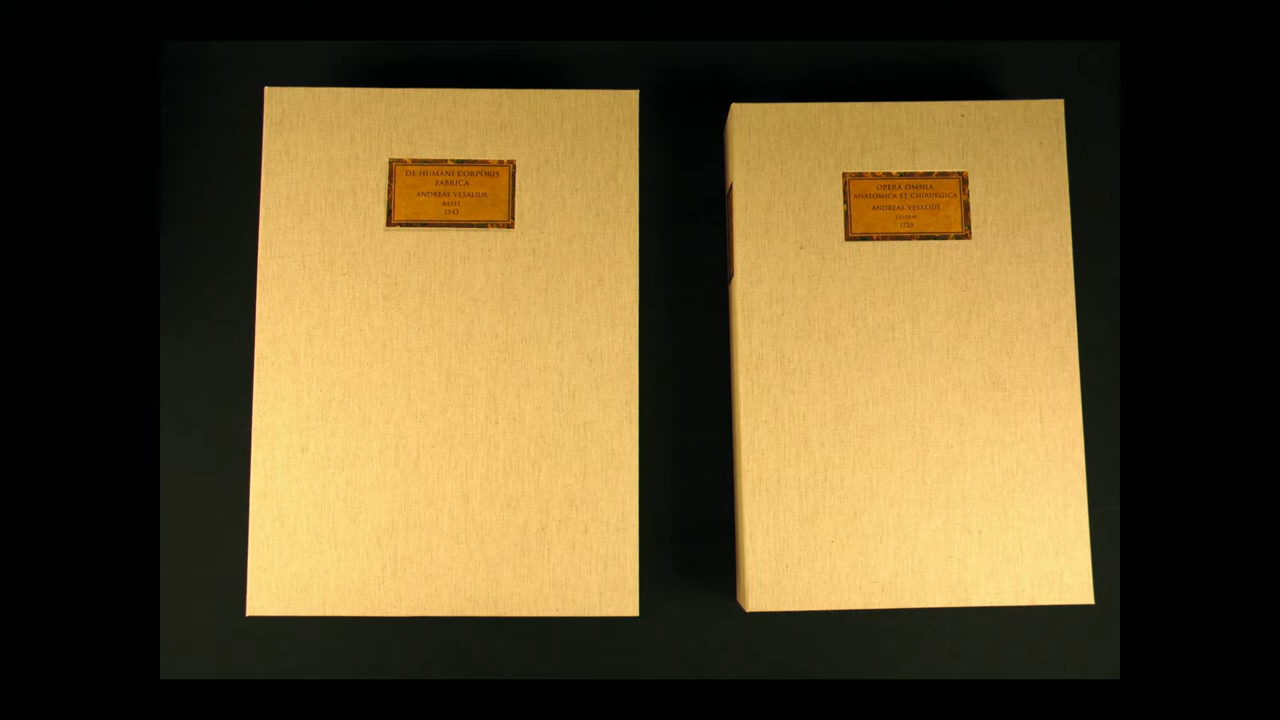 DE HUMANI CORPORIS
FABRICA
ANDREAS VESALIUS
BASEL
1543
OPERA OMNIA
ANATOMICA ET CHIRURGICA
ANDREAS VESALIUS
LEIDEN
1725